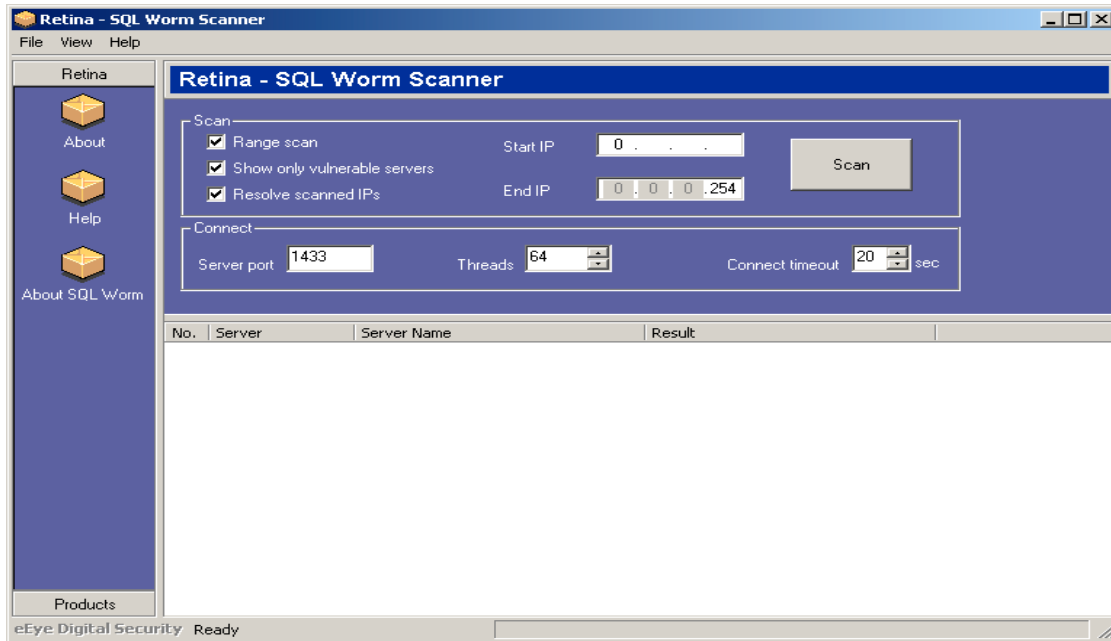 Retina - SQL Worm Scanner
File View Help
Retina
About
Help
About SQL Worm
Products
Retina - SQL Worm Scanner
Scan
Range scan
Show only vulnerable servers
Resolve scanned IPs
Start IP 0 . . .
End IP 0 . 0 . 0 .254
Scan
Connect
Server port 1433
Threads 64
Connect timeout 20 sec
No. Server Server Name Result
eEye Digital Security Ready